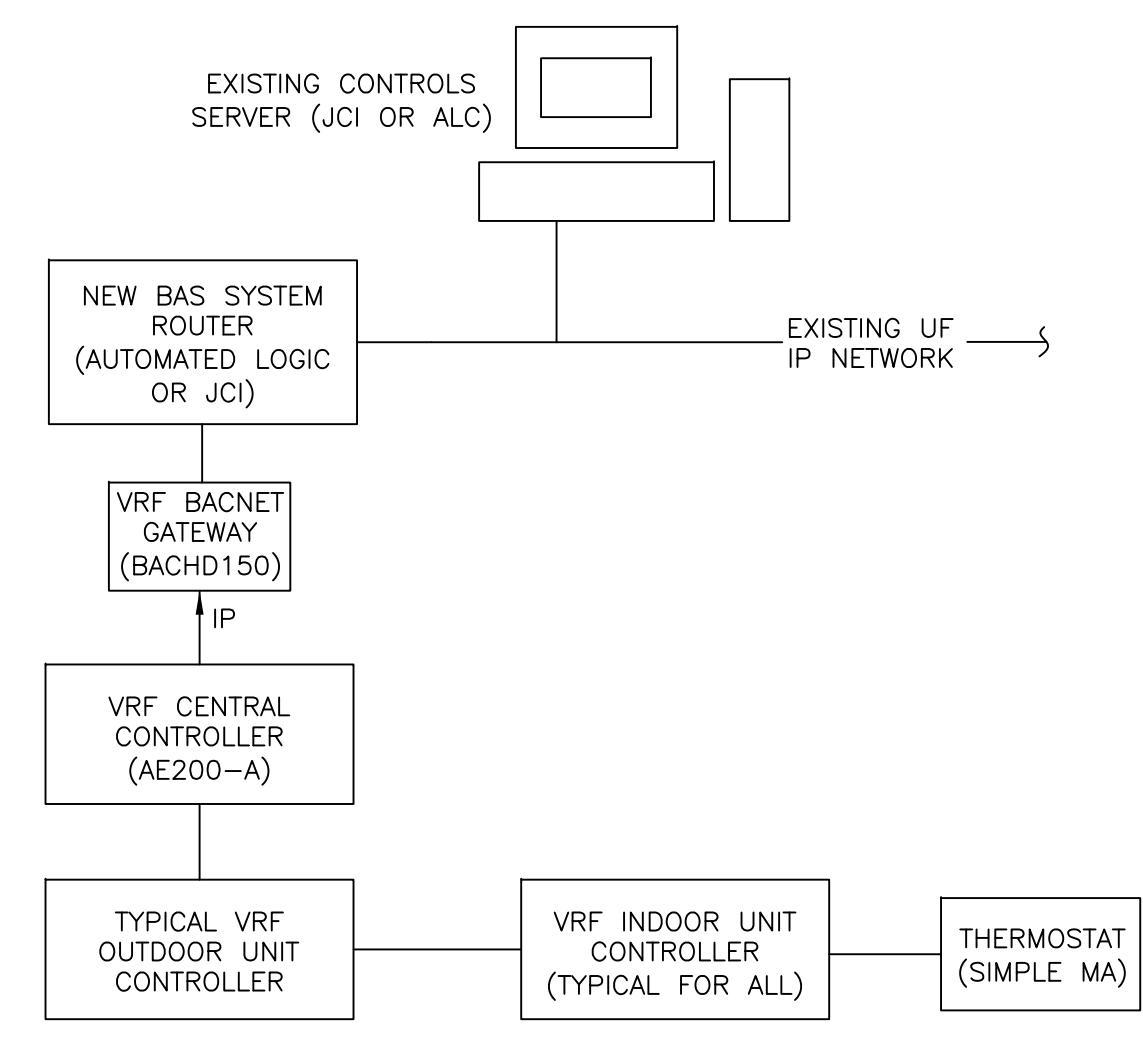 EXISTING CONTROLS
SERVER (JCI OR ALC)
NEW BAS SYSTEM
ROUTER
(AUTOMATED LOGIC
OR JCI)
EXISTING UF
IP NETWORK
VRF BACNET
GATEWAY
(BACHD150)
IP
VRF CENTRAL
CONTROLLER
(AE200-A)
TYPICAL VRF
OUTDOOR UNIT
CONTROLLER
VRF INDOOR UNIT
CONTROLLER
(TYPICAL FOR ALL)
THERMOSTAT
(SIMPLE MA)